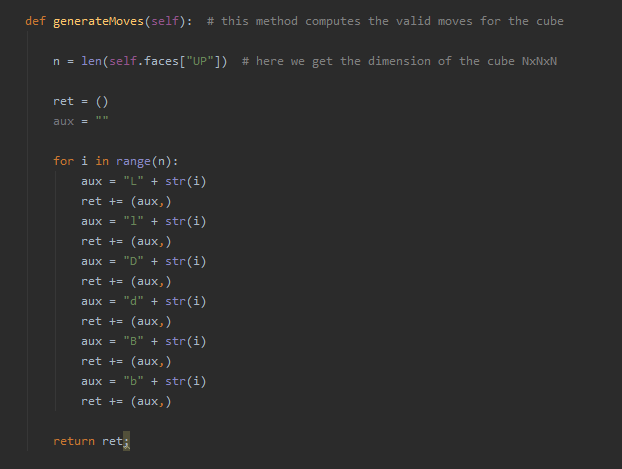 def generateMoves(self):  # this method computes the valid moves for the cube
n = len(self.faces["UP"])  # here we get the dimension of the cube NxNxN
ret = ()
aux = ""
for i in range(n):
aux = "L" + str(i)
ret += (aux,)
aux = "l" + str(i)
ret += (aux,)
aux = "D" + str(i)
ret += (aux,)
aux = "d" + str(i)
ret += (aux,)
aux = "B" + str(i)
ret += (aux,)
aux = "b" + str(i)
ret += (aux,)
return ret;